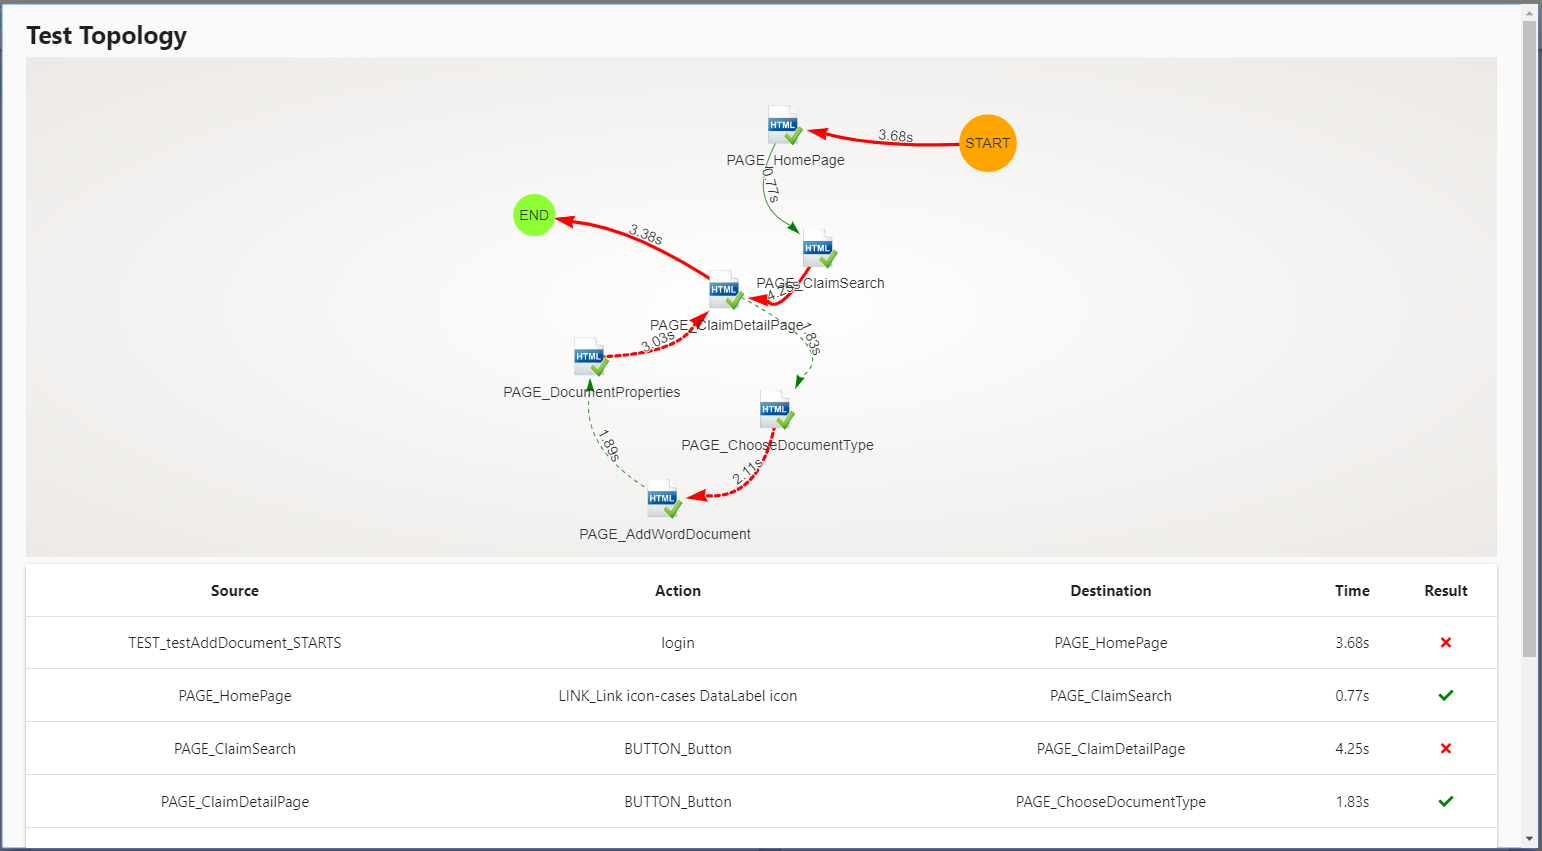 Test Topology
HTML
3.68s
START
PAGE_HomePage
0.77s
END
3.38s
HTML
PAGE_ClaimSearch
4.25s
HTML
PAGE_ClaimDetailPage
1.83s
3.03s
HTML
PAGE_DocumentProperties
HTML
PAGE_ChooseDocumentType
1.89s
2.11s
HTML
PAGE_AddWordDocument
Source Action Destination Time Result
TEST_testAddDocument_STARTS login PAGE_HomePage 3.68s
PAGE_HomePage LINK_Link icon-cases DataLabel icon PAGE_ClaimSearch 0.77s
PAGE_ClaimSearch BUTTON_Button PAGE_ClaimDetailPage 4.25s
PAGE_ClaimDetailPage BUTTON_Button PAGE_ChooseDocumentType 1.83s